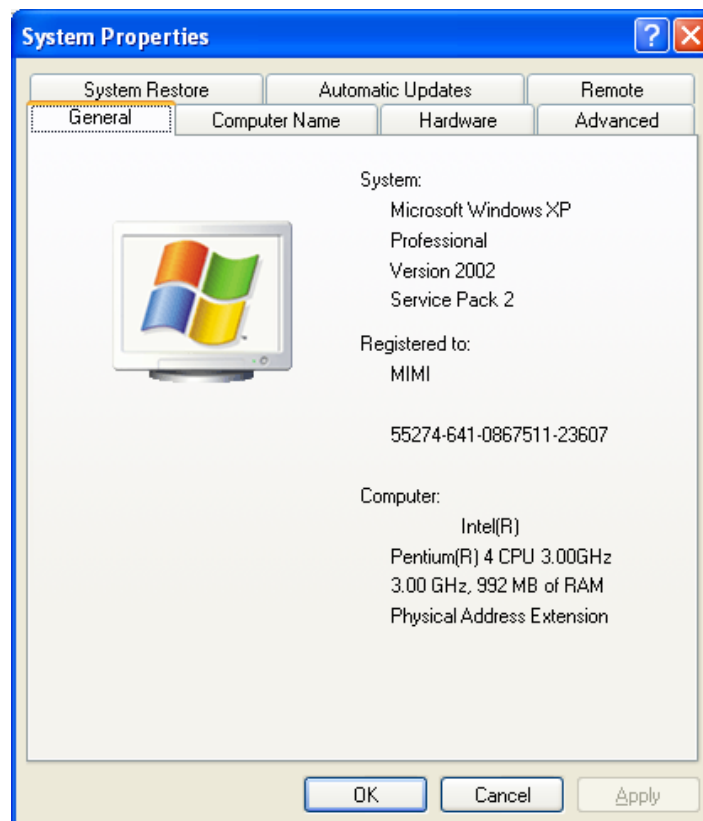 System Properties
System Restore
Automatic Updates
Remote
General
Computer Name
Hardware
Advanced
System:
Microsoft Windows XP
Professional
Version 2002
Service Pack 2
Registered to:
MIMI
55274-641-0867511-23607
Computer:
Intel(R)
Pentium(R) 4 CPU 3.00GHz
3.00 GHz, 992 MB of RAM
Physical Address Extension
OK
Cancel
Apply